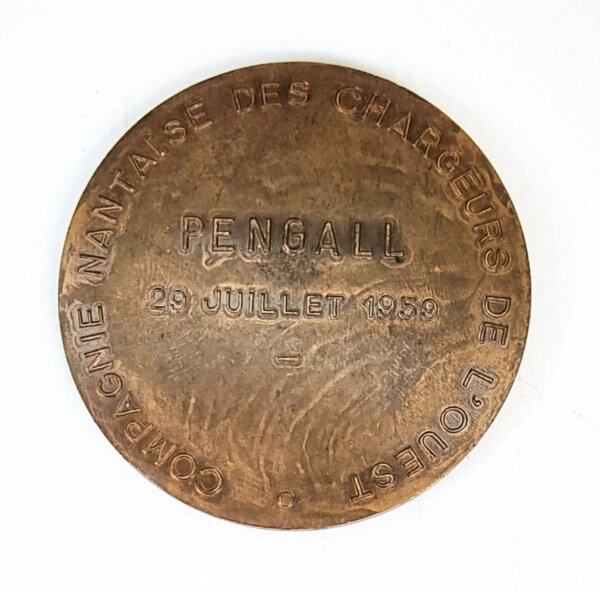 COMPAGNIE NANTAISE DES CHARGEURS DE L'OUEST
PENGALL
29 JUILLET 1959